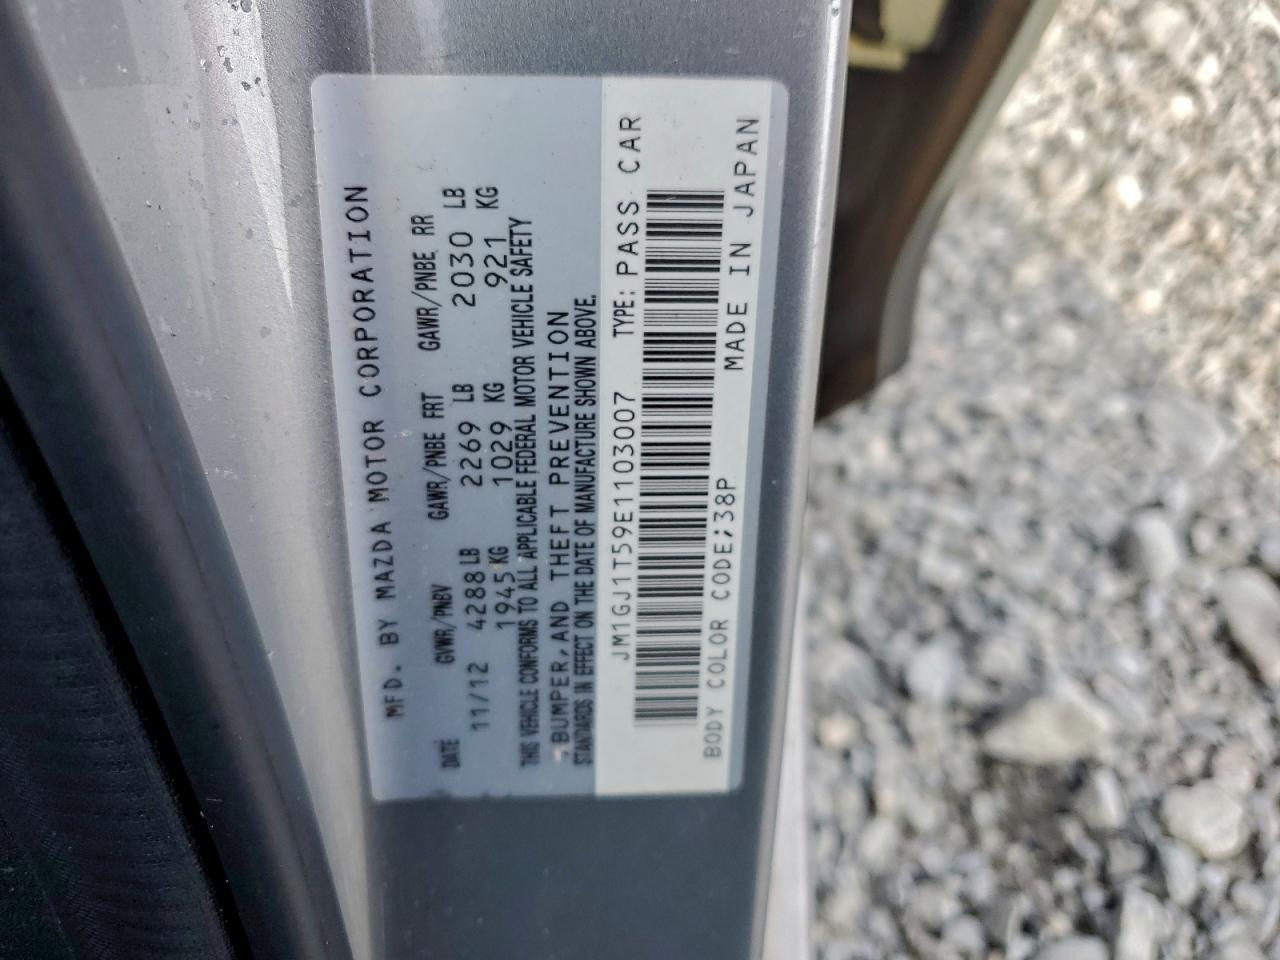 MFD. BY MAZDA MOTOR CORPORATION
DATE GVWR/PNBV GAWR/PNBE FRT GAWR/PNBE RR
11/12 4288 LB 2269 LB 2030 LB
1945 KG 1029 KG 921 KG
THIS VEHICLE CONFORMS TO ALL APPLICABLE FEDERAL MOTOR VEHICLE SAFETY
,BUMPER,AND THEFT PREVENTION
STANDARDS IN EFFECT ON THE DATE OF MANUFACTURE SHOWN ABOVE.
JM1GJ1T59E1103007 TYPE: PASS. CAR
BODY COLOR CODE;38P MADE IN JAPAN